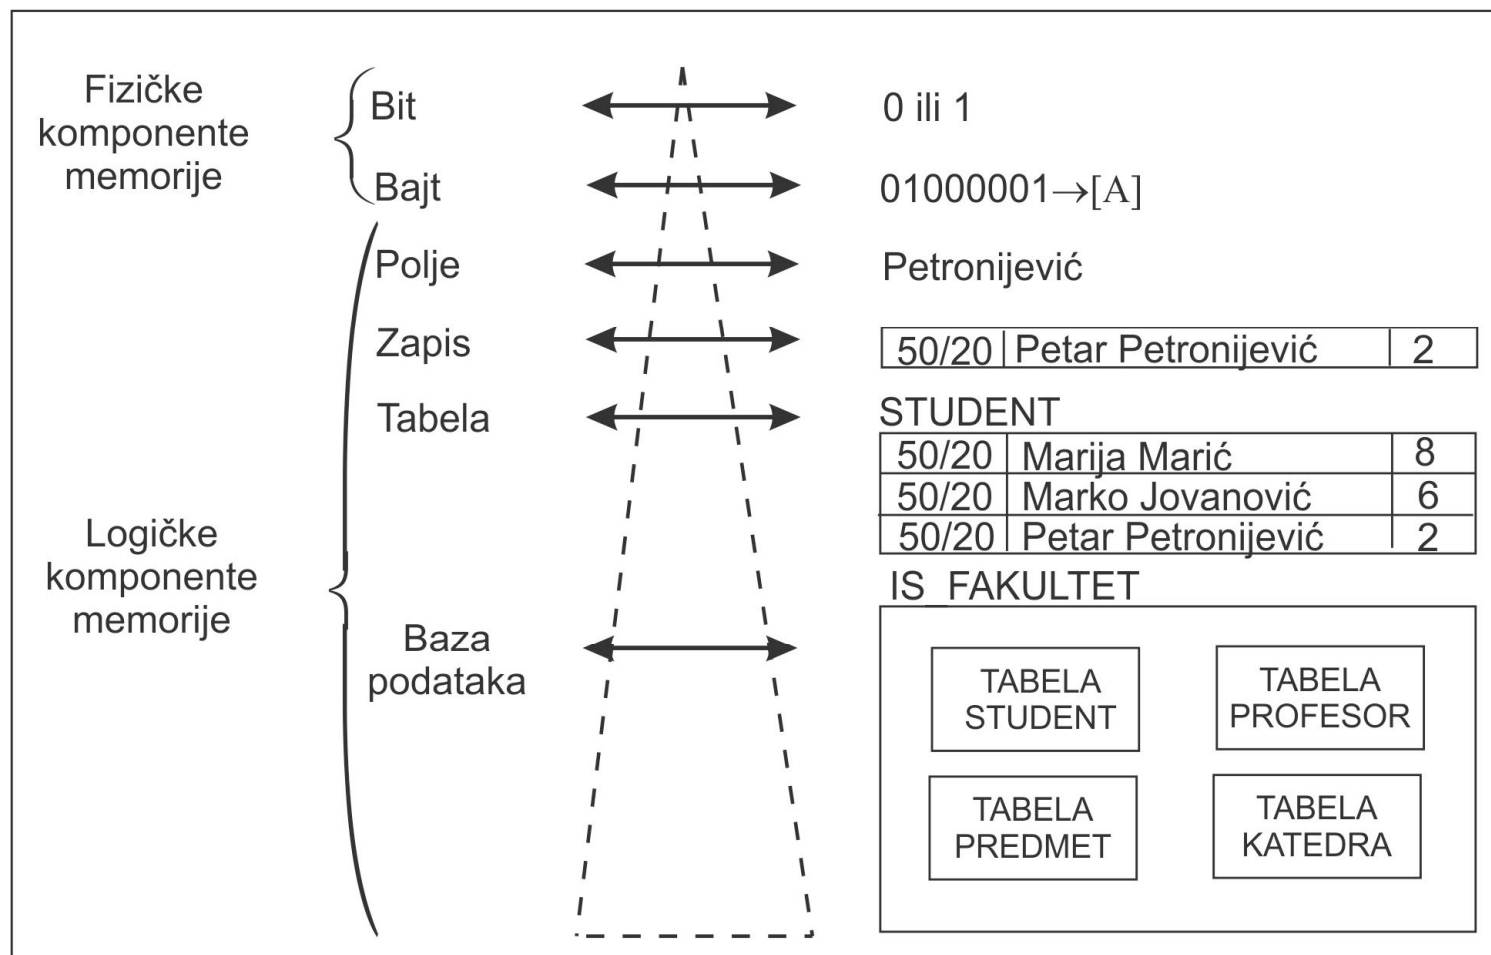 Fizičke
komponente
memorije
Bit
0 ili 1
Bajt
01000001→[A]
Polje
Petronijević
Zapis
50/20 Petar Petronijević 2
Tabela
STUDENT
50/20 Marija Marić 8
50/20 Marko Jovanović 6
50/20 Petar Petronijević 2
Logičke
komponente
memorije
Baza
podataka
IS_FAKULTET
TABELA
STUDENT
TABELA
PROFESOR
TABELA
PREDMET
TABELA
KATEDRA